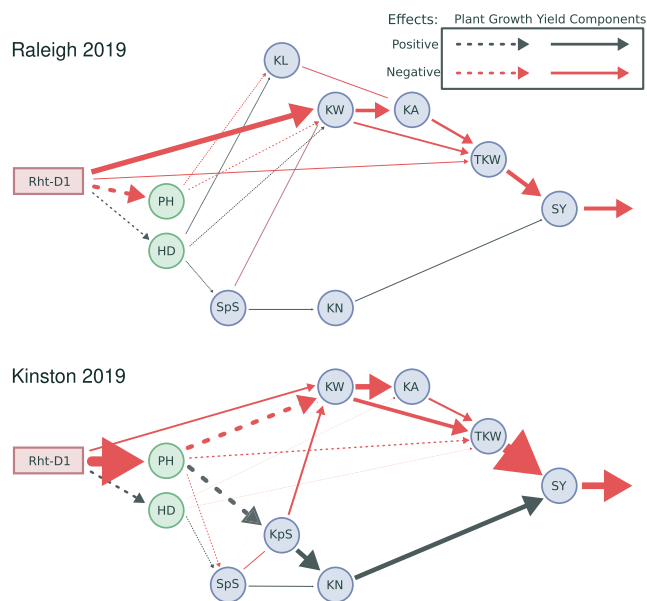 Effects: Plant Growth Yield Components
Positive
Negative
Raleigh 2019
KL
KW KA
TKW
Rht-D1
PH
SY
HD
SpS KN
Kinston 2019
KW KA
TKW
Rht-D1 PH
SY
HD
KpS
SpS KN